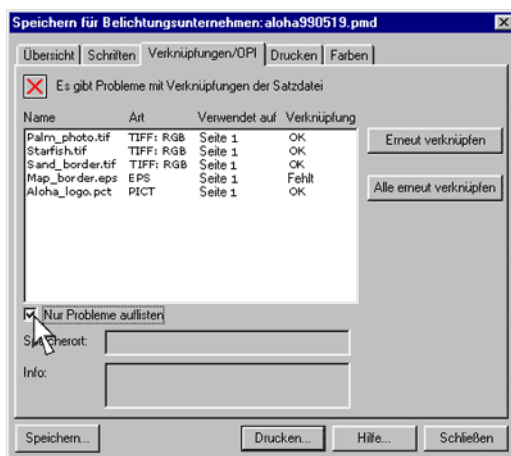 Speichern für Belichtungsunternehmen: aloha990519.pmd
Übersicht Schriften Verknüpfungen/OPI Drucken Farben
Es gibt Probleme mit Verknüpfungen der Satzdatei
Name Art Verwendet auf Verknüpfung
Palm_photo.tif TIFF: RGB Seite 1 OK
Starfish.tif TIFF: RGB Seite 1 OK
Sand_border.tif TIFF: RGB Seite 1 OK
Map_border.eps EPS Seite 1 Fehlt
Aloha_logo.pct PICT Seite 1 OK
Erneut verknüpfen
Alle erneut verknüpfen
Nur Probleme auflisten
Speicherort:
Info:
Speichern... Drucken... Hilfe... Schließen